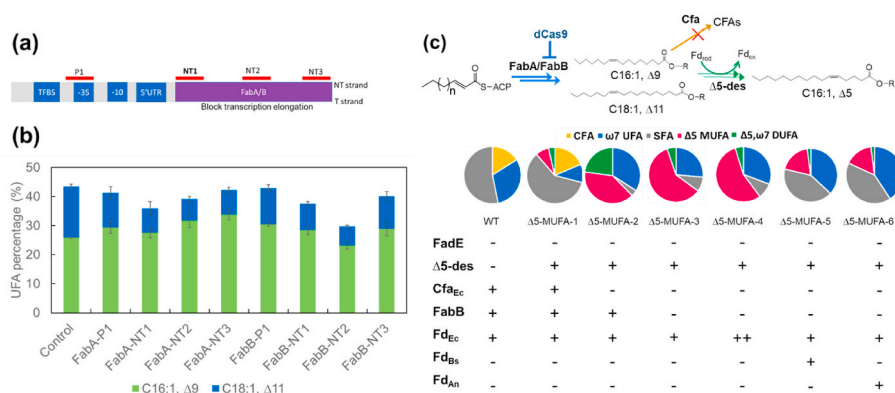 (a)
P1 NT1 NT2 NT3
TFBS -35 -10 5'UTR FabA/B
NT strand
T strand
Block transcription elongation
(b)
UFA percentage (%)
50
40
30
20
10
0
Control FabA-P1 FabA-NT1 FabA-NT2 FabA-NT3 FabB-P1 FabB-NT1 FabB-NT2 FabB-NT3
C16:1, Δ9 C18:1, Δ11
(c)
dCas9
FabA/FabB
Cfa CFAs
n O S-ACP
C16:1, Δ9
O O-R
C18:1, Δ11
O O-R
Fdred Fdox
Δ5-des
C16:1, Δ5
O O-R
CFA ω7 UFA SFA Δ5 MUFA Δ5,ω7 DUFA
WT Δ5-MUFA-1 Δ5-MUFA-2 Δ5-MUFA-3 Δ5-MUFA-4 Δ5-MUFA-5 Δ5-MUFA-6
FadE - - - - - - -
Δ5-des - + + + + + +
CfaEc + + - - - - -
FabB + + + - - - -
FdEc + + + + ++ + +
FdBs - - - - - + -
FdAn - - - - - - +